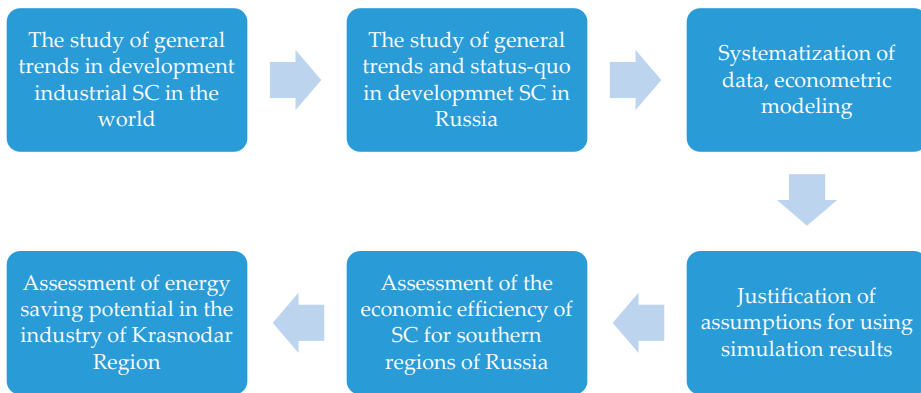 The study of general
trends in development
industrial SC in the
world
The study of general
trends and status-quo
in developmnet SC in
Russia
Systematization of
data, econometric
modeling
Justification of
assumptions for using
simulation results
Assessment of the
economic efficiency of
SC for southern
regions of Russia
Assessment of energy
saving potential in the
industry of Krasnodar
Region